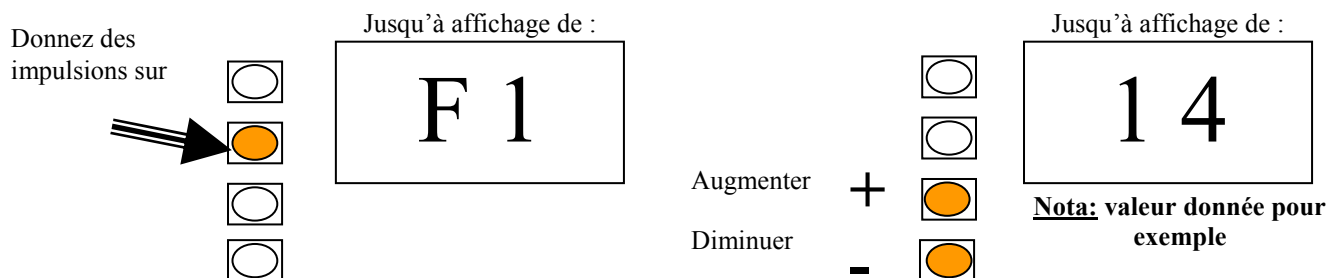 Donnez des
impulsions sur
Jusqu’à affichage de :
F 1
Augmenter +
Diminuer -
Jusqu’à affichage de :
1 4
Nota: valeur donnée pour
exemple